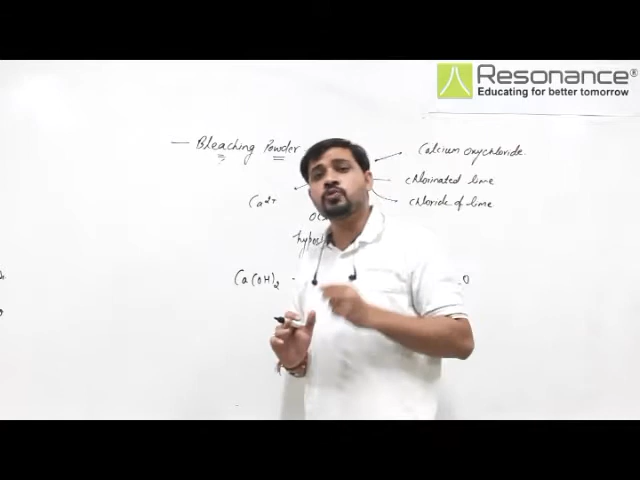 Resonance®
Educating for better tomorrow
— Bleaching Powder
Calcium oxychloride
chlorinated lime
chloride of lime
Ca2+
Ca(OH)2